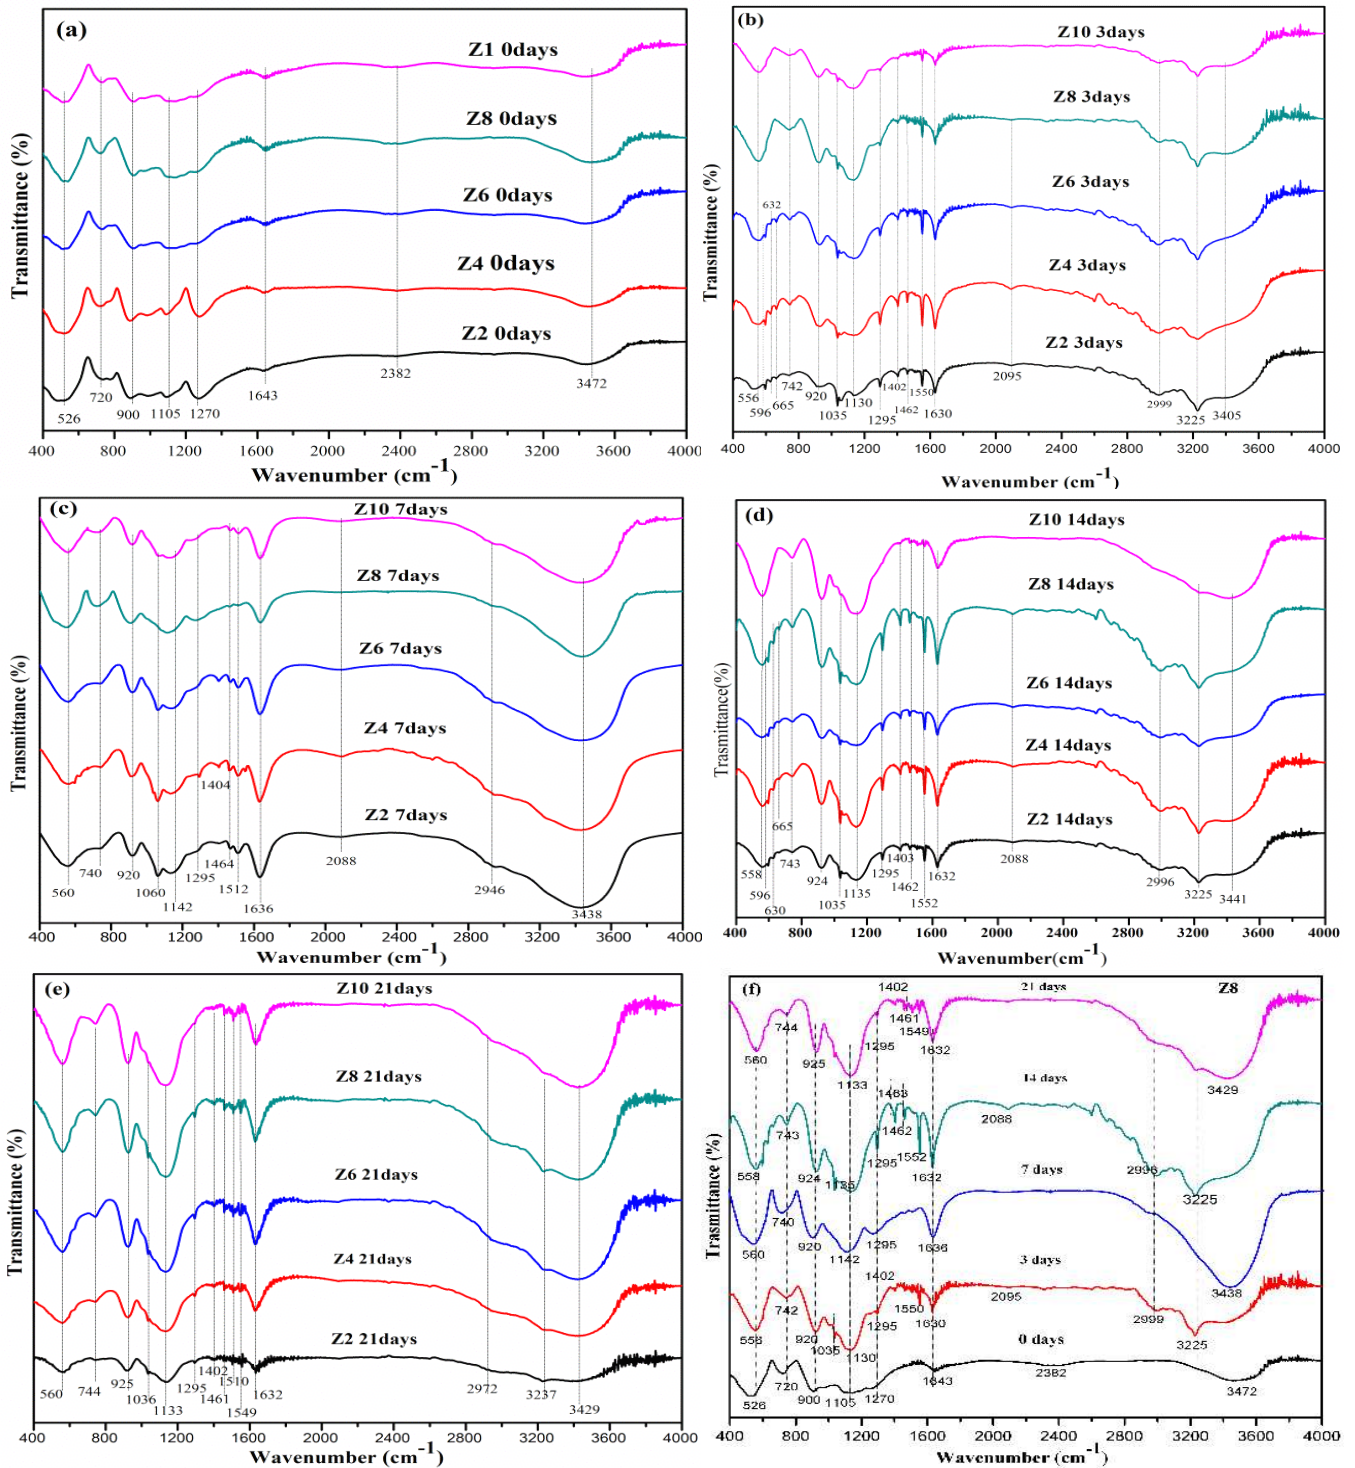 (a)
Z1 0days
Z8 0days
Z6 0days
Z4 0days
Z2 0days
526
720
900
1105
1270
1643
2382
3472
400 800 1200 1600 2000 2400 2800 3200 3600 4000
Wavenumber (cm-1)
Transmittance (%)
(b)
Z10 3days
Z8 3days
Z6 3days
Z4 3days
Z2 3days
632
556
596
665
742
920
1035
1130
1295
1402
1462
1550
1630
2095
2999
3225
3405
400 800 1200 1600 2000 2400 2800 3200 3600 4000
Wavenumber (cm-1)
Transmittance (%)
(c)
Z10 7days
Z8 7days
Z6 7days
Z4 7days
Z2 7days
560
740
920
1060
1142
1295
1404
1464
1512
1636
2088
2946
3438
400 800 1200 1600 2000 2400 2800 3200 3600 4000
Wavenumber (cm-1)
Transmittance (%)
(d)
Z10 14days
Z8 14days
Z6 14days
Z4 14days
Z2 14days
558
596
630
665
743
924
1035
1135
1295
1403
1462
1552
1632
2088
2996
3225
3441
400 800 1200 1600 2000 2400 2800 3200 3600 4000
Wavenumber(cm-1)
Trasmittance(%)
(e)
Z10 21days
Z8 21days
Z6 21days
Z4 21days
Z2 21days
560
744
925
1036
1133
1295
1402
1461
1510
1549
1632
2972
3237
3429
400 800 1200 1600 2000 2400 2800 3200 3600 4000
Wavenumber (cm-1)
Transmittance (%)
(f)
Z8
21 days
1402
1461
1549
744
560
925
1133
1295
1632
3429
14 days
1462
1552
743
558
924
1135
1295
1632
2088
2996
3225
7 days
740
560
920
1142
1295
1636
3438
3 days
1402
742
558
920
1035
1130
1295
1550
1630
2095
2999
3225
0 days
526
720
900
1105
1270
1643
2382
3472
400 800 1200 1600 2000 2400 2800 3200 3600 4000
Wavenumber (cm-1)
Trasmittance (%)